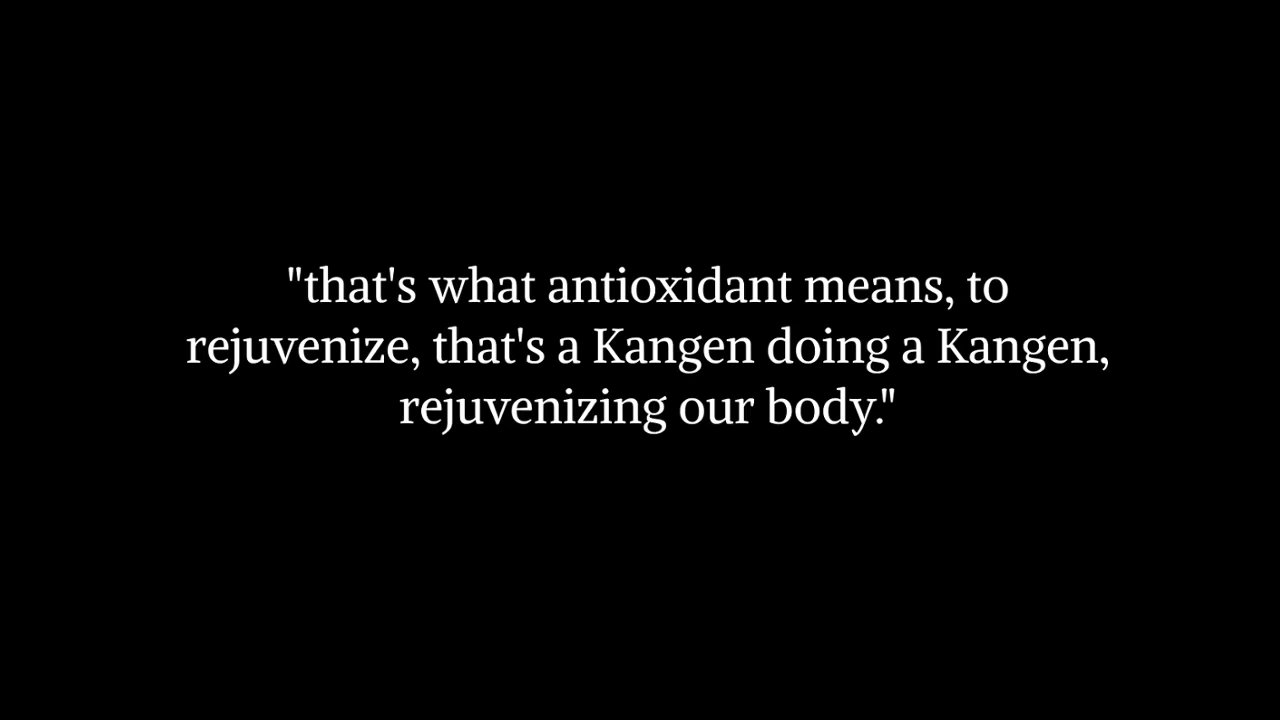 "that's what antioxidant means, to
rejuvenize, that's a Kangen doing a Kangen,
rejuvenizing our body."